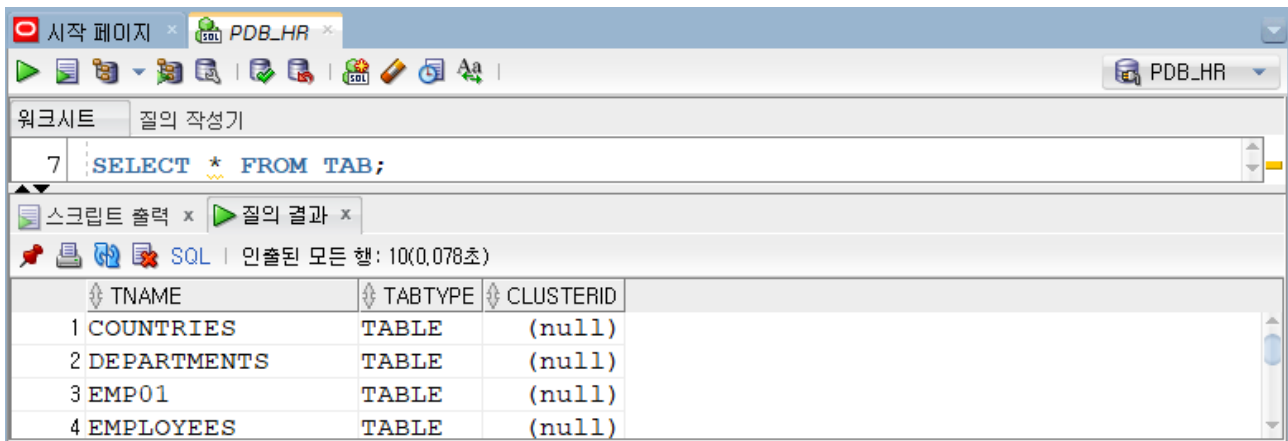 시작 페이지 × PDB_HR ×
PDB_HR
워크시트 질의 작성기
7 SELECT * FROM TAB;
스크립트 출력 x 질의 결과 x
SQL | 인출된 모든 행: 10(0,078초)
TNAME TABTYPE CLUSTERID
1 COUNTRIES TABLE (null)
2 DEPARTMENTS TABLE (null)
3 EMP01 TABLE (null)
4 EMPLOYEES TABLE (null)